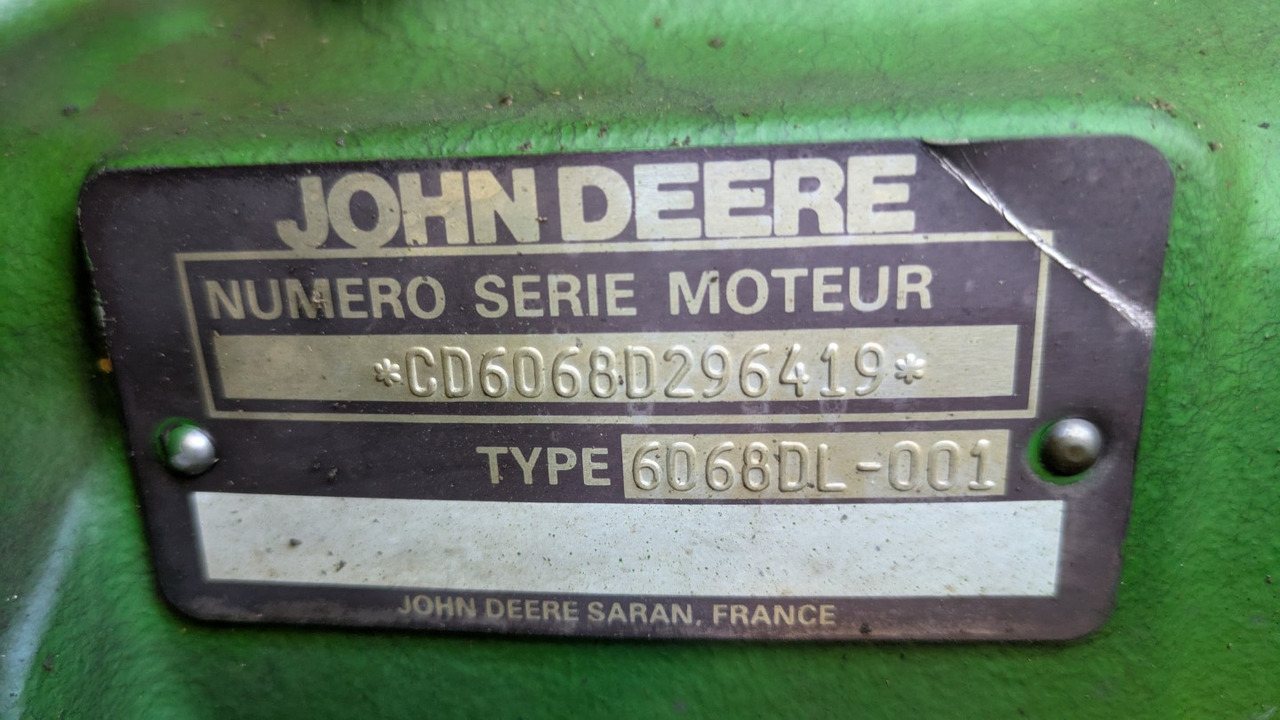 JOHN DEERE
NUMERO SERIE MOTEUR
*CD6068D296419*
TYPE 6068DL-001
JOHN DEERE SARAN. FRANCE